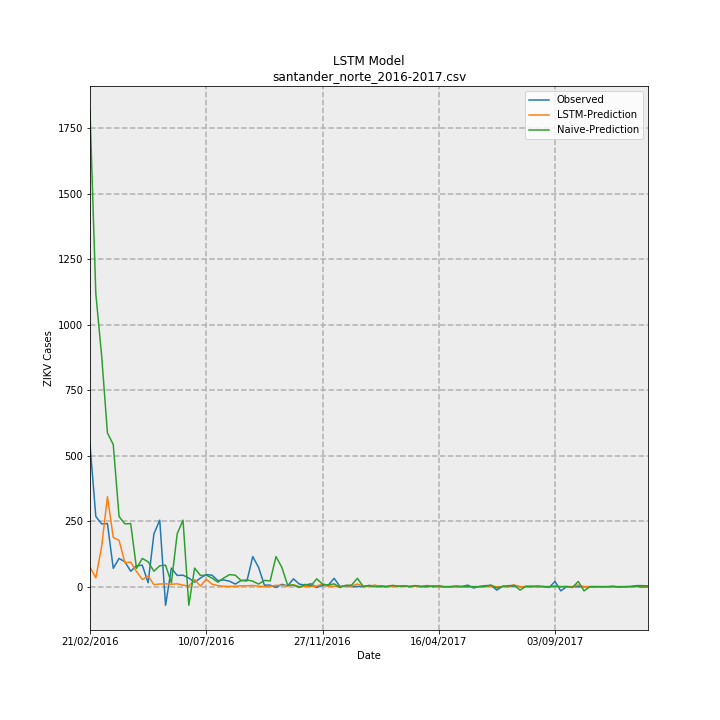 LSTM Model
santander_norte_2016-2017.csv
Observed
LSTM-Prediction
Naive-Prediction
ZIKV Cases
1750
1500
1250
1000
750
500
250
0
21/02/2016
10/07/2016
27/11/2016
16/04/2017
03/09/2017
Date